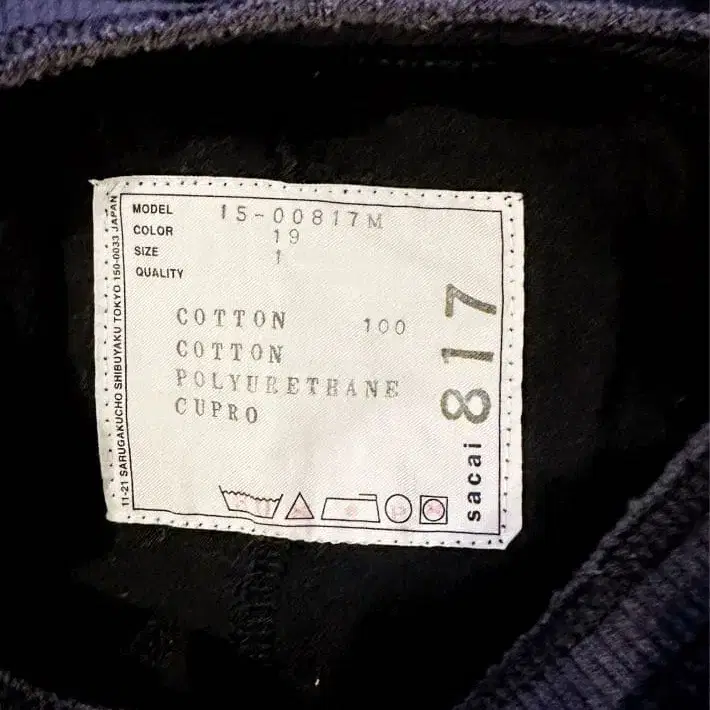 MODEL 15-00817M
COLOR 19
SIZE 1
QUALITY
COTTON 100
COTTON
POLYURETHANE
CUPRO
sacai 817
11-21 SARUGAKUCHO SHIBUYAKU TOKYO 150-0033 JAPAN